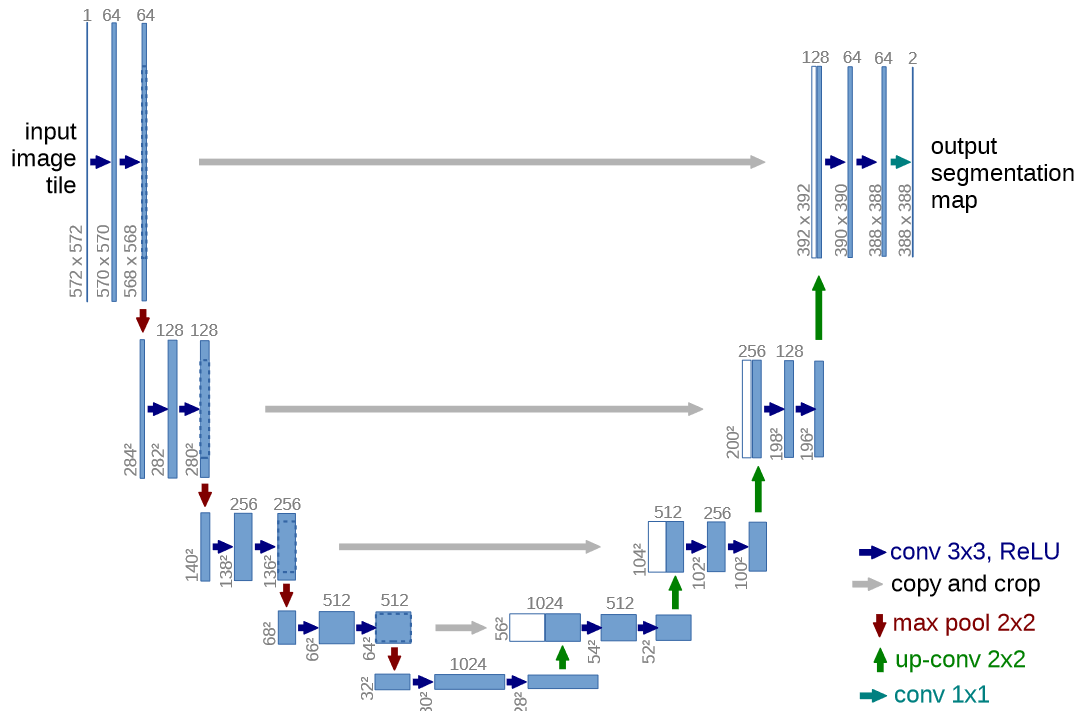 1 64 64
input
image
tile
572 x 572
570 x 570
568 x 568
128 64 64 2
392 x 392
390 x 390
388 x 388
388 x 388
output
segmentation
map
128 128
284²
282²
280²
256 128
200²
198²
196²
256 256
140²
138²
136²
512 256
104²
102²
100²
512 512
68²
66²
64²
1024 512
56²
54²
52²
1024
32²
30²
28²
conv 3x3, ReLU
copy and crop
max pool 2x2
up-conv 2x2
conv 1x1